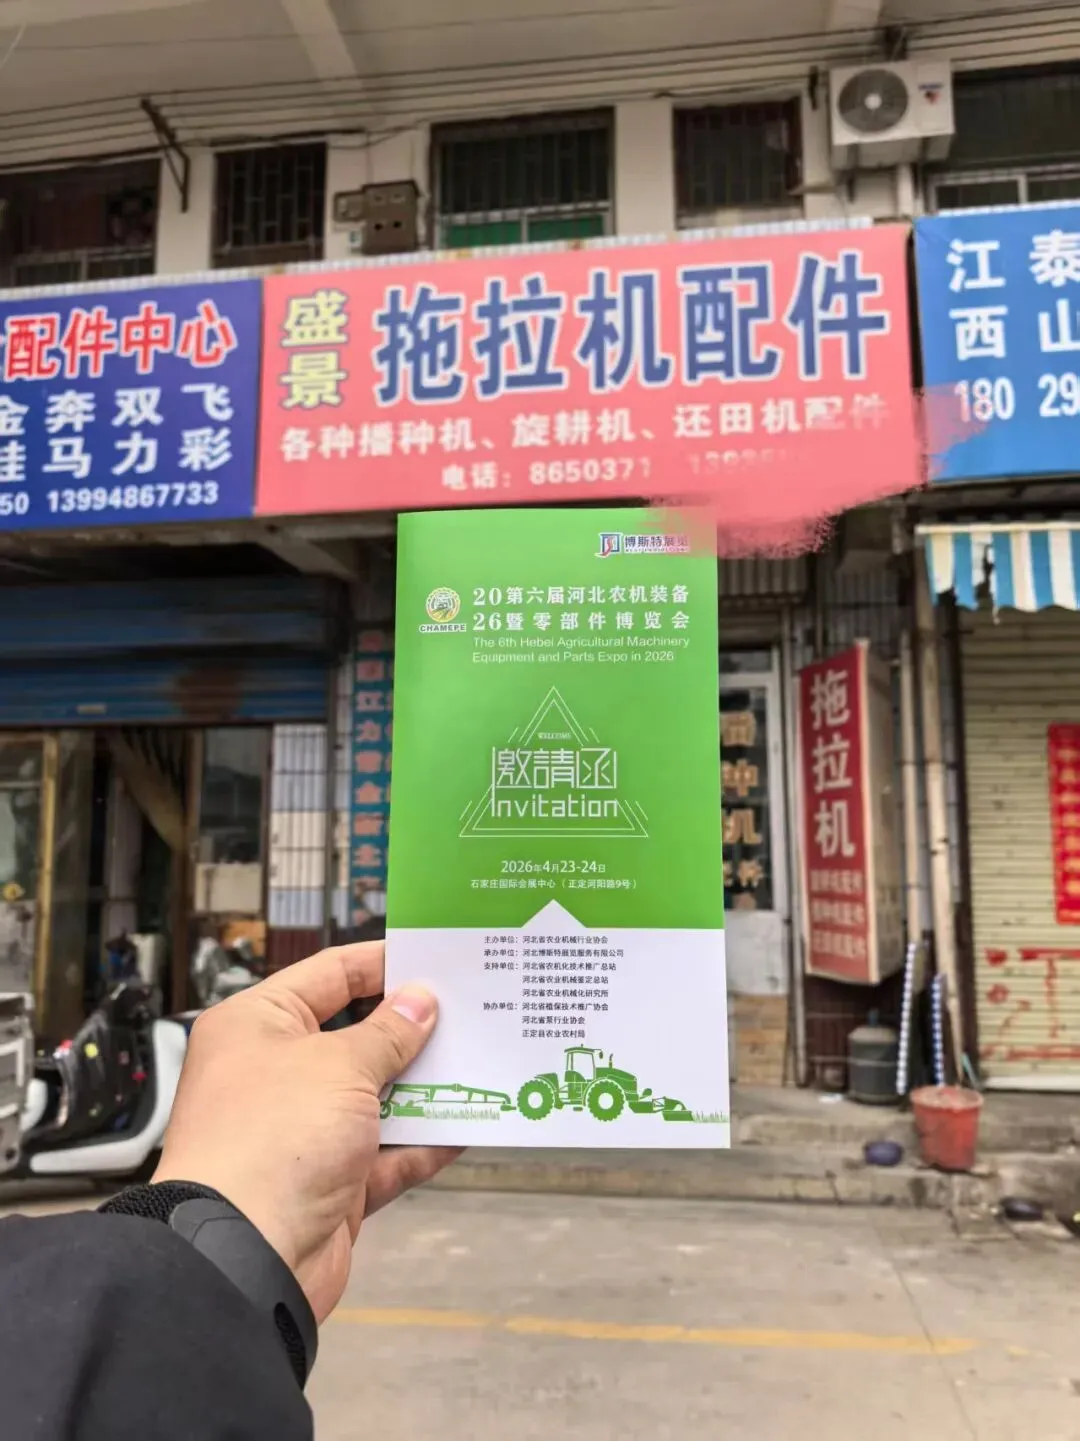 配件中心
金奔双飞
马力彩
50 13994867733
盛景
拖拉机配件
各种播种机、旋耕机、还田机配件
电话：8650371
江泰
西山
180 29
博斯特展览
CHAMEPE
2026第六届河北农机装备
暨零部件博览会
The 6th Hebei Agricultural Machinery
Equipment and Parts Expo in 2026
WELCOME
邀請函
Invitation
2026年4月23-24日
石家庄国际会展中心（正定河阳路9号）
主办单位：河北省农业机械行业协会
承办单位：河北博斯特展览服务有限公司
支持单位：河北省农机化技术推广总站
河北省农业机械鉴定总站
河北省农业机械化研究所
协办单位：河北省植保技术推广协会
河北省泵行业协会
正定县农业农村局
拖拉机